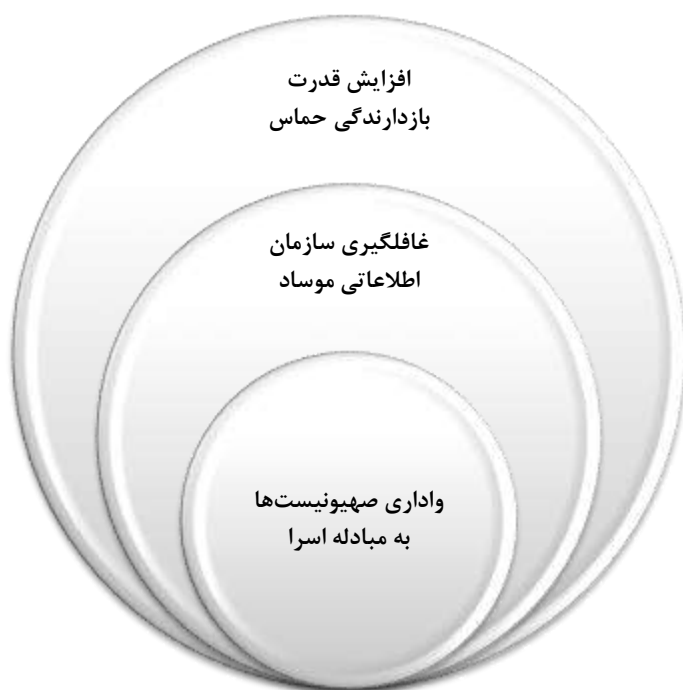 افزایش قدرت
بازدارندگی حماس
غافلگیری سازمان
اطلاعاتی موساد
واداری صهیونیست‌ها
به مبادله اسرا